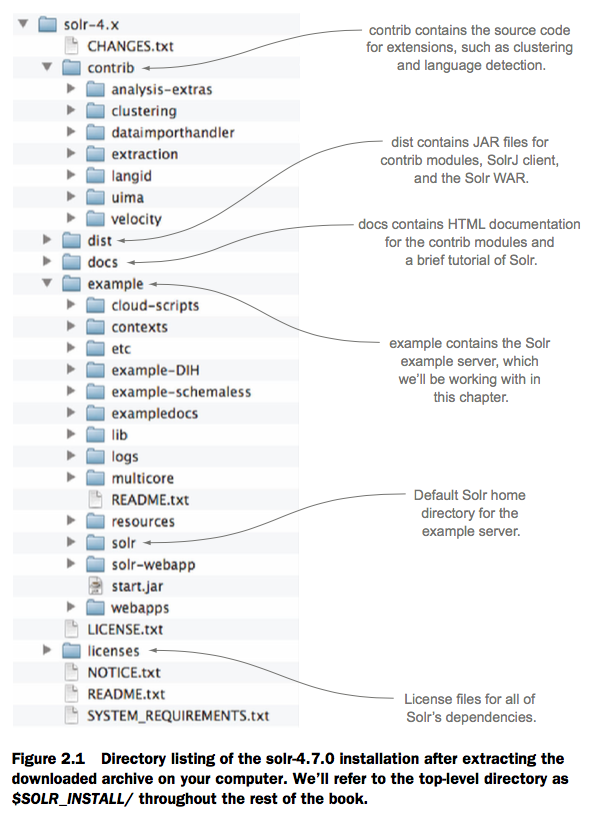 solr-4.x
CHANGES.txt
contrib
analysis-extras
clustering
dataimporthandler
extraction
langid
uima
velocity
dist
docs
example
cloud-scripts
contexts
etc
example-DIH
example-schemaless
exampledocs
lib
logs
multicore
README.txt
resources
solr
solr-webapp
start.jar
webapps
LICENSE.txt
licenses
NOTICE.txt
README.txt
SYSTEM_REQUIREMENTS.txt
contrib contains the source code
for extensions, such as clustering
and language detection.
dist contains JAR files for
contrib modules, SolrJ client,
and the Solr WAR.
docs contains HTML documentation
for the contrib modules and
a brief tutorial of Solr.
example contains the Solr
example server, which
we’ll be working with in
this chapter.
Default Solr home
directory for the
example server.
License files for all of
Solr’s dependencies.
Figure 2.1 Directory listing of the solr-4.7.0 installation after extracting the
downloaded archive on your computer. We’ll refer to the top-level directory as
$SOLR_INSTALL/ throughout the rest of the book.